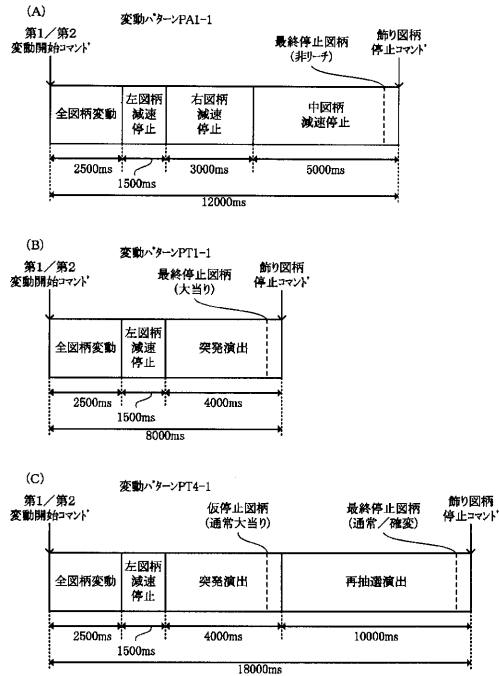 (A)
変動パターンPA1-1
第1/第2
変動開始コマンド
最終停止図柄
(非リーチ)
飾り図柄
停止コマンド
全図柄変動
左図柄
減速
停止
右図柄
減速
停止
中図柄
減速停止
2500ms
1500ms
3000ms
5000ms
12000ms
(B)
変動パターンPT1-1
第1/第2
変動開始コマンド
最終停止図柄
(大当り)
飾り図柄
停止コマンド
全図柄変動
左図柄
減速
停止
突発演出
2500ms
1500ms
4000ms
8000ms
(C)
変動パターンPT4-1
第1/第2
変動開始コマンド
仮停止図柄
(通常大当り)
最終停止図柄
(通常/確変)
飾り図柄
停止コマンド
全図柄変動
左図柄
減速
停止
突発演出
再抽選演出
2500ms
1500ms
4000ms
10000ms
18000ms